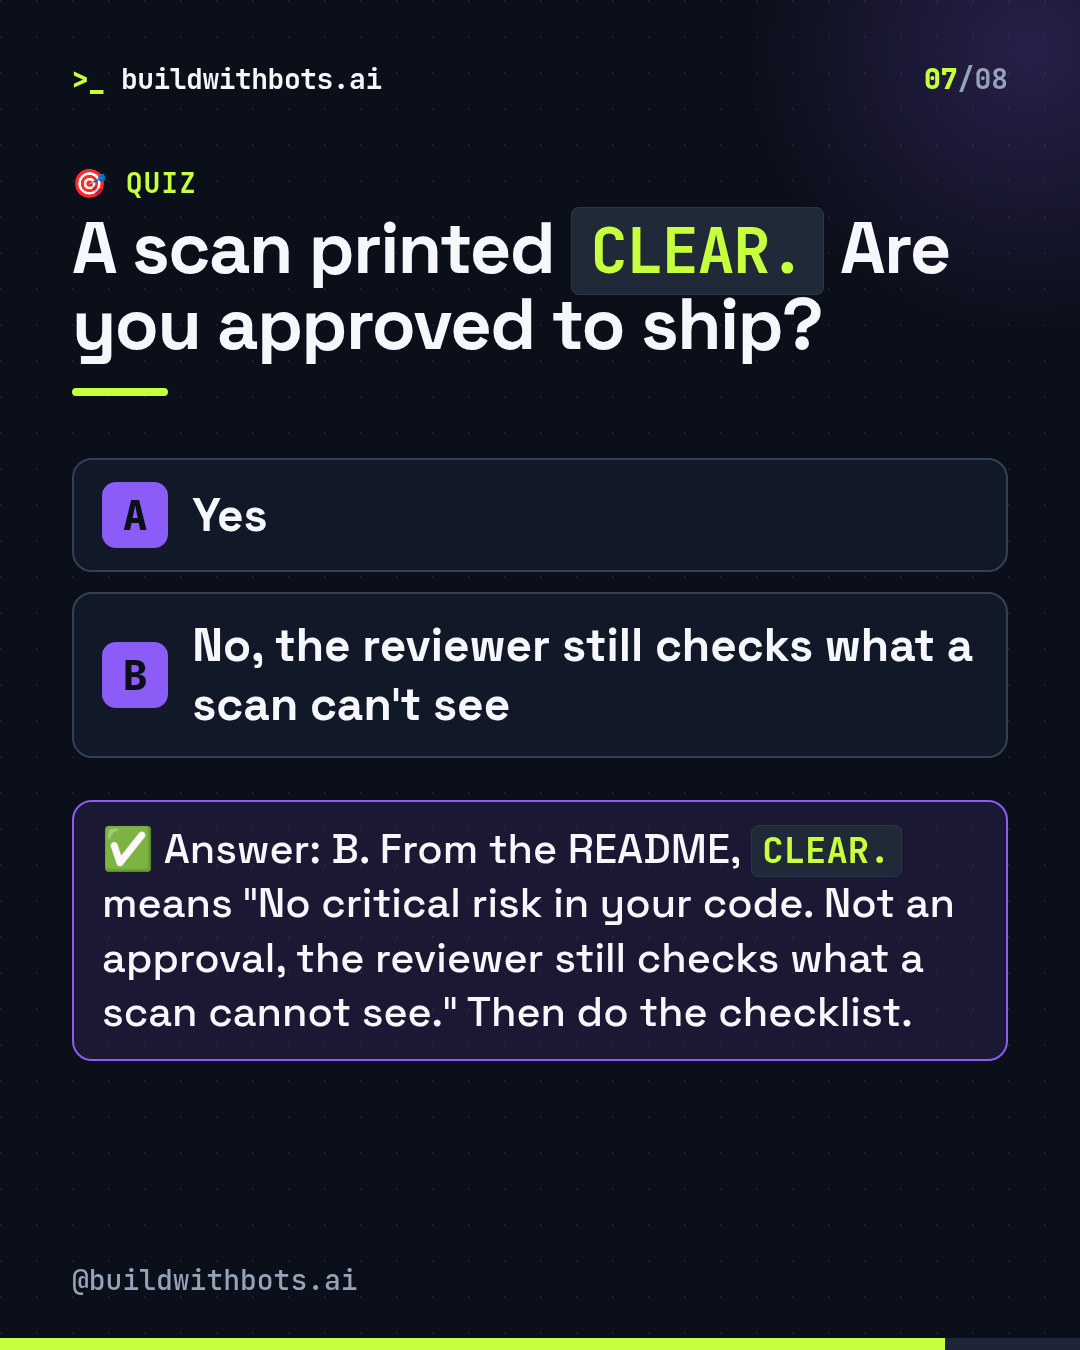 >_ buildwithbots.ai
07/08
🎯 QUIZ
A scan printed CLEAR. Are
you approved to ship?
A Yes
B No, the reviewer still checks what a
scan can't see
✅ Answer: B. From the README, CLEAR.
means "No critical risk in your code. Not an
approval, the reviewer still checks what a
scan cannot see." Then do the checklist.
@buildwithbots.ai